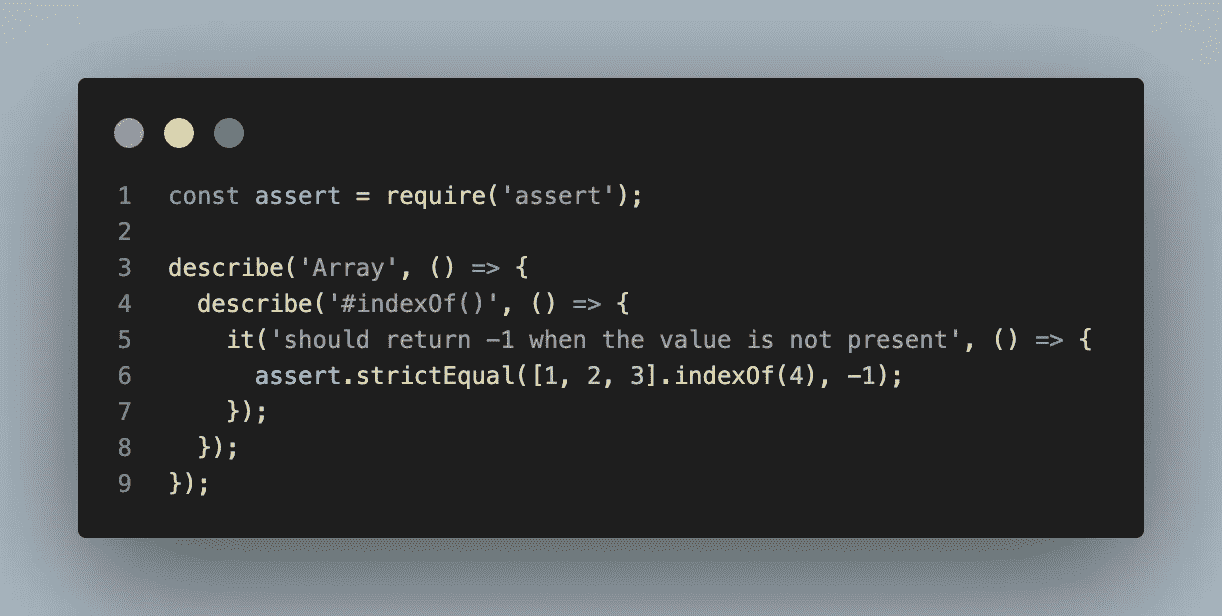 1 const assert = require('assert');
2
3 describe('Array', () => {
4   describe('#indexOf()', () => {
5     it('should return -1 when the value is not present', () => {
6       assert.strictEqual([1, 2, 3].indexOf(4), -1);
7     });
8   });
9 });